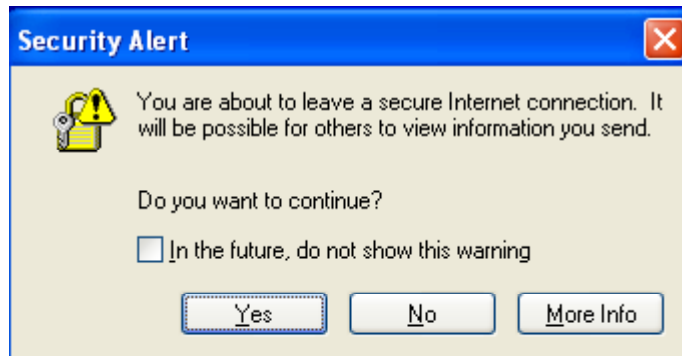 Security Alert
You are about to leave a secure Internet connection. It
will be possible for others to view information you send.
Do you want to continue?
In the future, do not show this warning
Yes No More Info